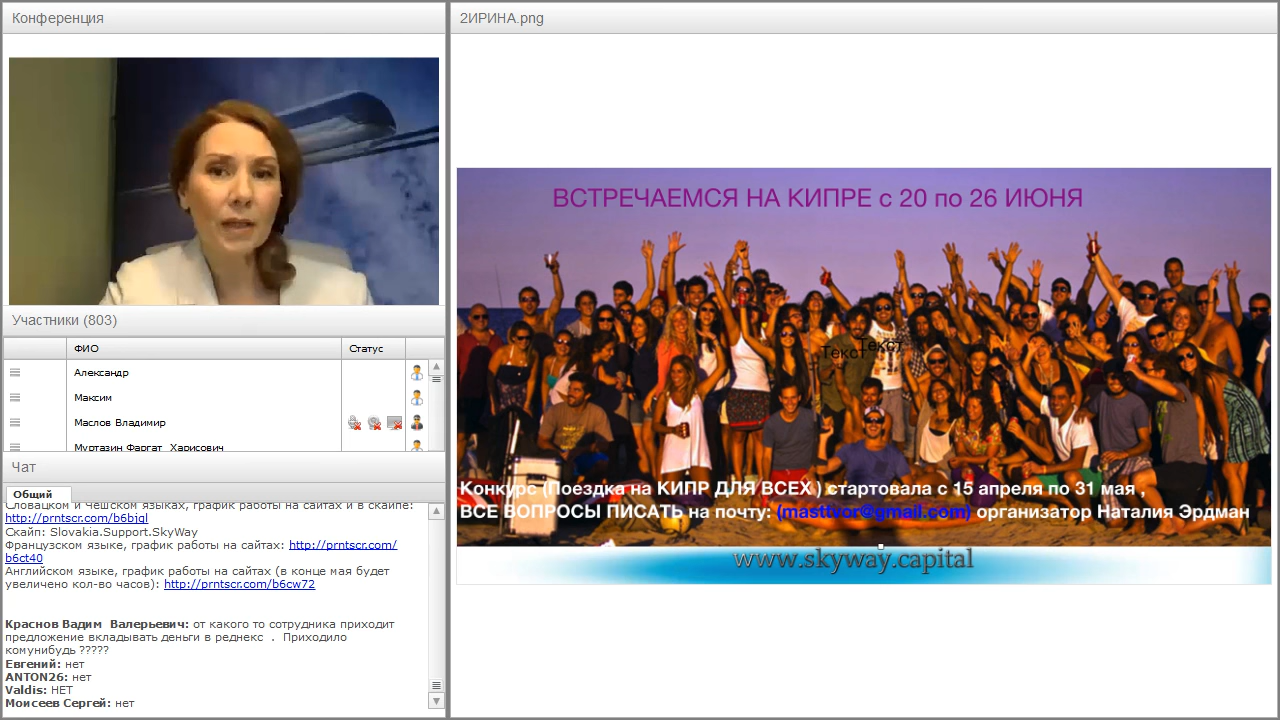 Конференция
2ИРИНА.png
Участники (803)
ФИО
Статус
Александр
Максим
Маслов Владимир
Муртазин Фаргат Харисович
Чат
Общий
Словацком и Чешском языках, график работы на сайтах и в скайпе:
http://prntscr.com/b6bjql
Скайп: Slovakia.Support.SkyWay
Французском языке, график работы на сайтах: http://prntscr.com/
b6ct40
Английском языке, график работы на сайтах (в конце мая будет
увеличено кол-во часов): http://prntscr.com/b6cw72
Краснов Вадим Валерьевич: от какого то сотрудника приходит
предложение вкладывать деньги в реднекс . Приходило
комунибудь ?????
Евгений: нет
ANTON26: нет
Valdis: НЕТ
Моисеев Сергей: нет
ВСТРЕЧАЕМСЯ НА КИПРЕ с 20 по 26 ИЮНЯ
Текст
Текст
Конкурс (Поездка на КИПР ДЛЯ ВСЕХ ) стартовала с 15 апреля по 31 мая ,
ВСЕ ВОПРОСЫ ПИСАТЬ на почту: (masttvor@gmail.com) организатор Наталия Эрдман
www.skyway.capital